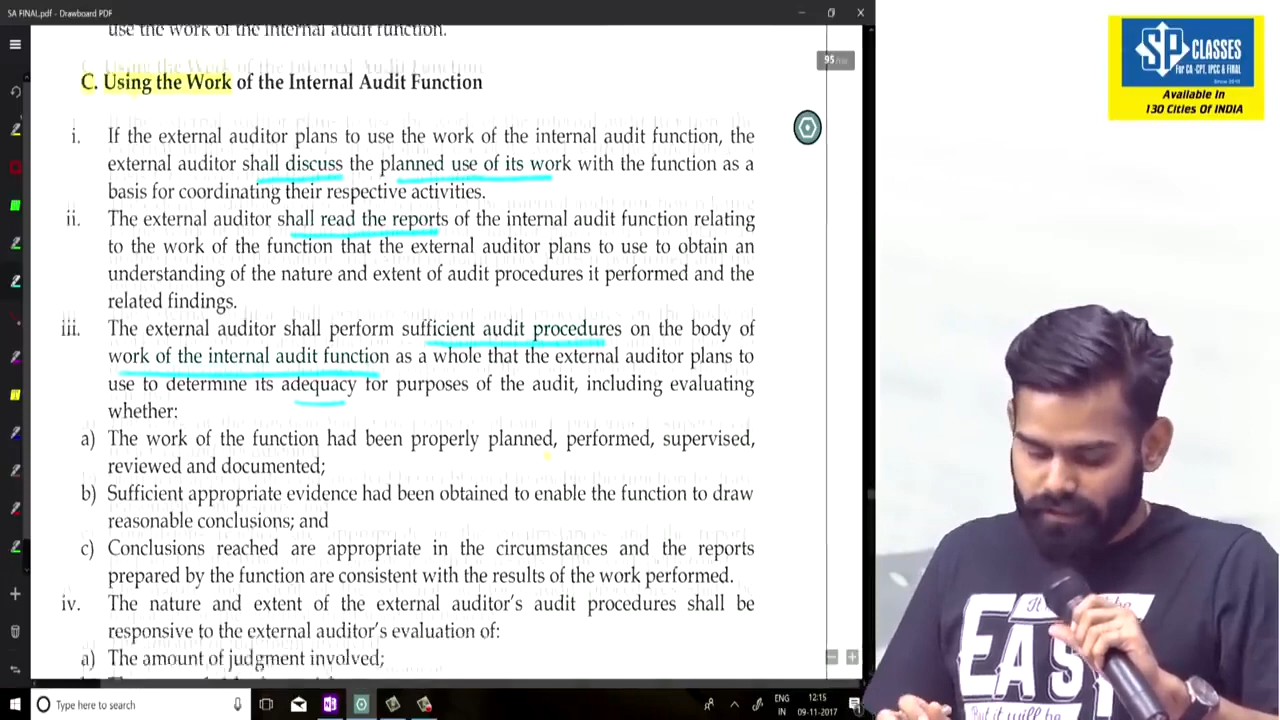 SA FINAL.pdf - Drawboard PDF
use the work of the internal audit function.
95
C. Using the Work of the Internal Audit Function
i. If the external auditor plans to use the work of the internal audit function, the
external auditor shall discuss the planned use of its work with the function as a
basis for coordinating their respective activities.
ii. The external auditor shall read the reports of the internal audit function relating
to the work of the function that the external auditor plans to use to obtain an
understanding of the nature and extent of audit procedures it performed and the
related findings.
iii. The external auditor shall perform sufficient audit procedures on the body of
work of the internal audit function as a whole that the external auditor plans to
use to determine its adequacy for purposes of the audit, including evaluating
whether:
a) The work of the function had been properly planned, performed, supervised,
reviewed and documented;
b) Sufficient appropriate evidence had been obtained to enable the function to draw
reasonable conclusions; and
c) Conclusions reached are appropriate in the circumstances and the reports
prepared by the function are consistent with the results of the work performed.
iv. The nature and extent of the external auditor's audit procedures shall be
responsive to the external auditor's evaluation of:
a) The amount of judgment involved;
Type here to search
ENG
IN
12:15
09-11-2017
SP CLASSES
For CA -CPT, IPCC & FINAL
Since 2010
Available In
130 Cities Of INDIA
It be
EAS
But it will be